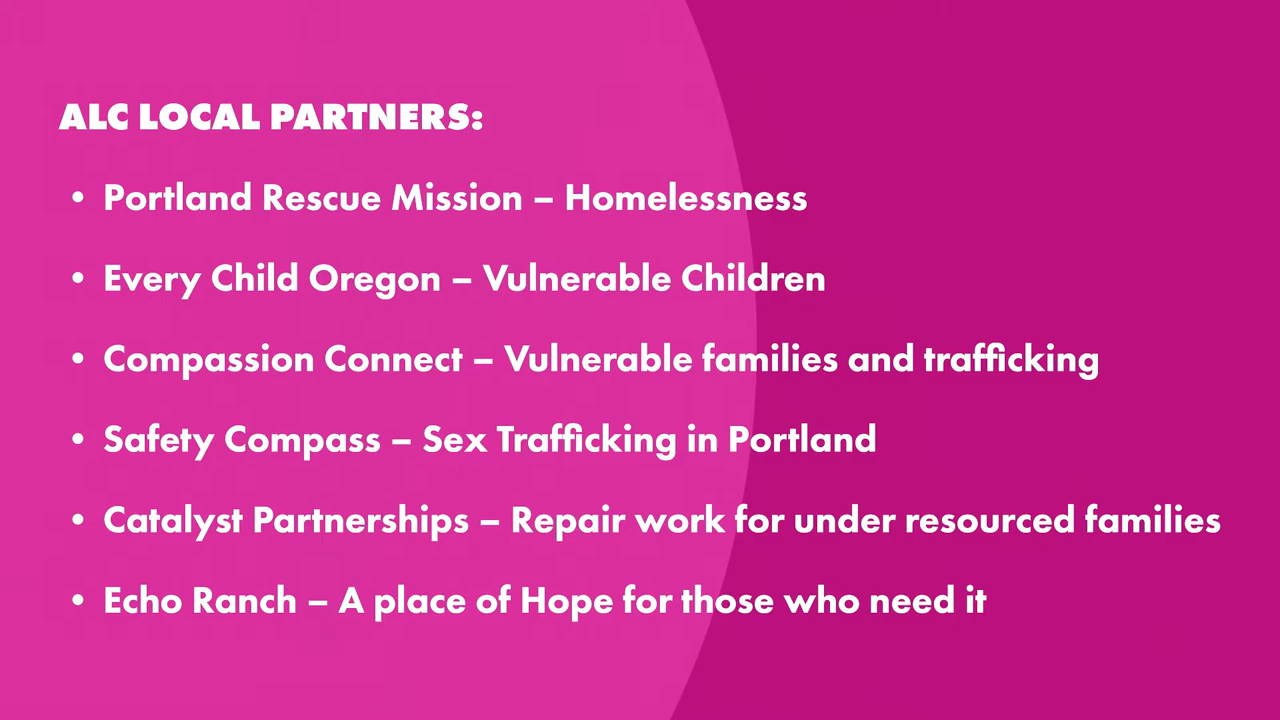 ALC LOCAL PARTNERS:
• Portland Rescue Mission – Homelessness
• Every Child Oregon – Vulnerable Children
• Compassion Connect – Vulnerable families and trafficking
• Safety Compass – Sex Trafficking in Portland
• Catalyst Partnerships – Repair work for under resourced families
• Echo Ranch – A place of Hope for those who need it